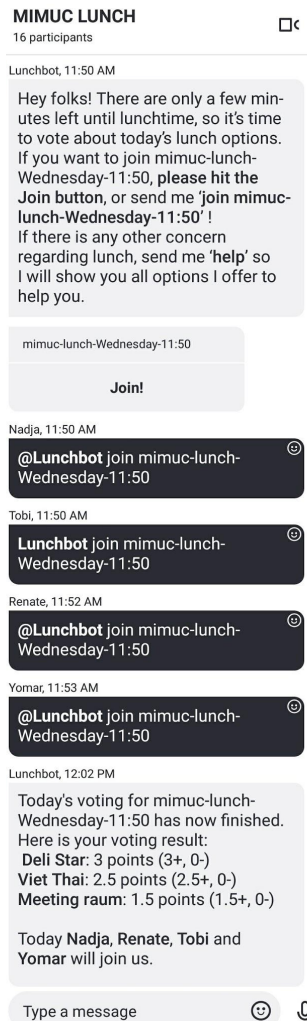 MIMUC LUNCH
16 participants
Lunchbot, 11:50 AM
Hey folks! There are only a few min-
utes left until lunchtime, so it's time
to vote about today's lunch options.
If you want to join mimuc-lunch-
Wednesday-11:50, please hit the
Join button, or send me ‘join mimuc-
lunch-Wednesday-11:50’ !
If there is any other concern
regarding lunch, send me ‘help’ so
I will show you all options I offer to
help you.
mimuc-lunch-Wednesday-11:50
Join!
Nadja, 11:50 AM
@Lunchbot join mimuc-lunch-
Wednesday-11:50
Tobi, 11:50 AM
Lunchbot join mimuc-lunch-
Wednesday-11:50
Renate, 11:52 AM
@Lunchbot join mimuc-lunch-
Wednesday-11:50
Yomar, 11:53 AM
@Lunchbot join mimuc-lunch-
Wednesday-11:50
Lunchbot, 12:02 PM
Today's voting for mimuc-lunch-
Wednesday-11:50 has now finished.
Here is your voting result:
Deli Star: 3 points (3+, 0-)
Viet Thai: 2.5 points (2.5+, 0-)
Meeting raum: 1.5 points (1.5+, 0-)
Today Nadja, Renate, Tobi and
Yomar will join us.
Type a message